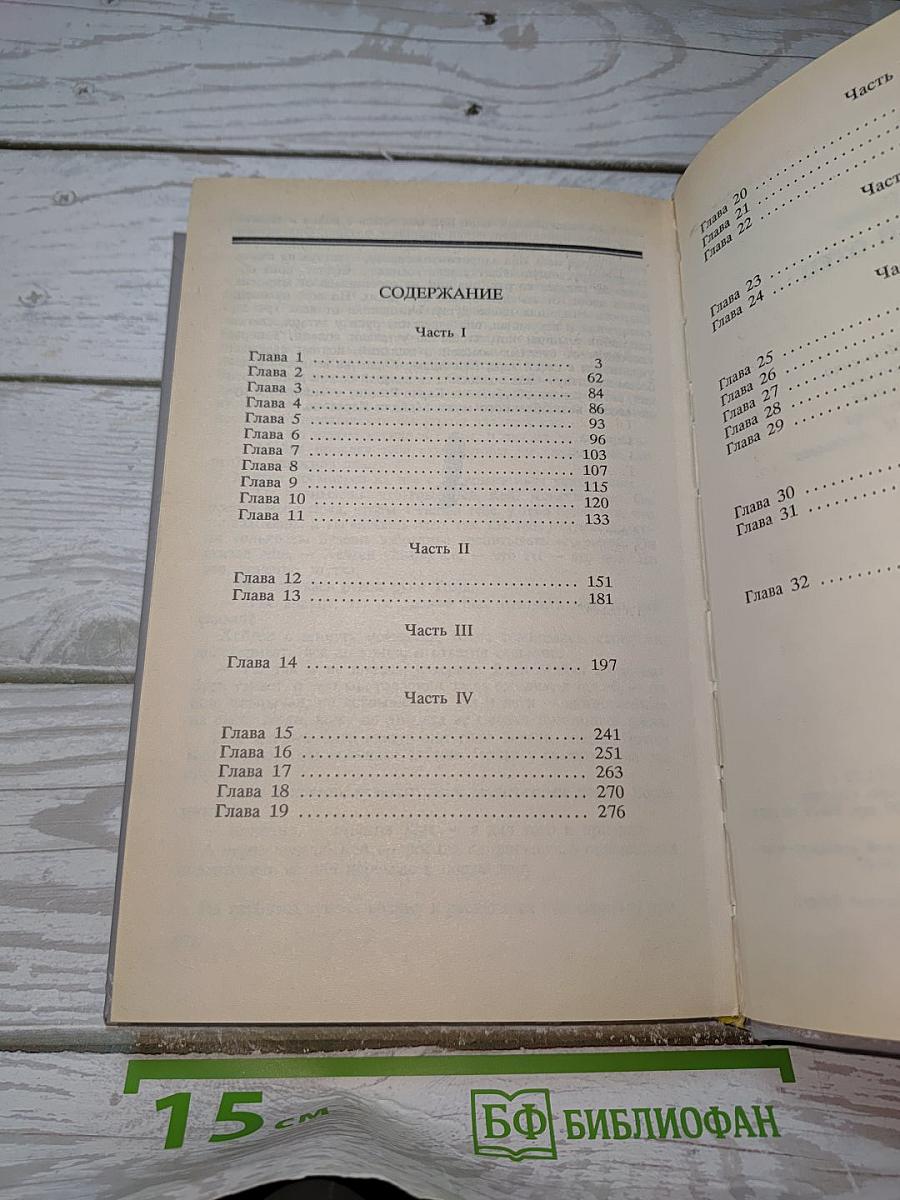 СОДЕРЖАНИЕ
Часть I
Глава 1 ........................................ 3
Глава 2 ........................................ 62
Глава 3 ........................................ 84
Глава 4 ........................................ 86
Глава 5 ........................................ 93
Глава 6 ........................................ 96
Глава 7 ........................................ 103
Глава 8 ........................................ 107
Глава 9 ........................................ 115
Глава 10 ........................................ 120
Глава 11 ........................................ 133
Часть II
Глава 12 ........................................ 151
Глава 13 ........................................ 181
Часть III
Глава 14 ........................................ 197
Часть IV
Глава 15 ........................................ 241
Глава 16 ........................................ 251
Глава 17 ........................................ 263
Глава 18 ........................................ 270
Глава 19 ........................................ 276
Часть
Глава 20 ..............
Глава 21 ..............
Глава 22 ..............
Част
Глава 23 ..............
Глава 24 ..............
Ча
Глава 25 ..............
Глава 26 ..............
Глава 27 ..............
Глава 28 ..............
Глава 29 ..............
Глава 30 ..............
Глава 31 ..............
Глава 32 ..............
15 см
БФ БИБЛИОФАН